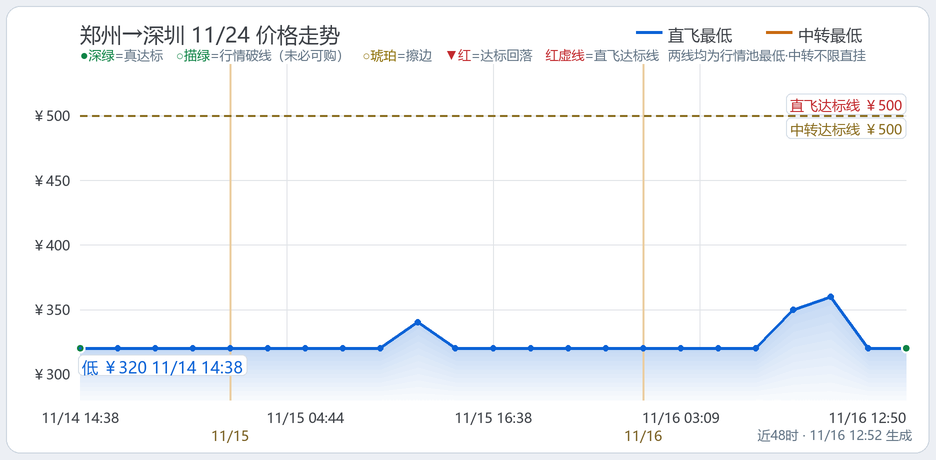 郑州→深圳 11/24 价格走势
直飞最低 中转最低
●深绿=真达标 ○描绿=行情破线（未必可购） ○琥珀=擦边 ▼红=达标回落 红虚线=直飞达标线 两线均为行情池最低·中转不限直挂
直飞达标线 ￥500
￥500
中转达标线 ￥500
￥450
￥400
￥350
低 ￥320 11/14 14:38
￥300
11/14 14:38 11/15 04:44 11/15 16:38 11/16 03:09 11/16 12:50
11/15 11/16
近48时 · 11/16 12:52 生成